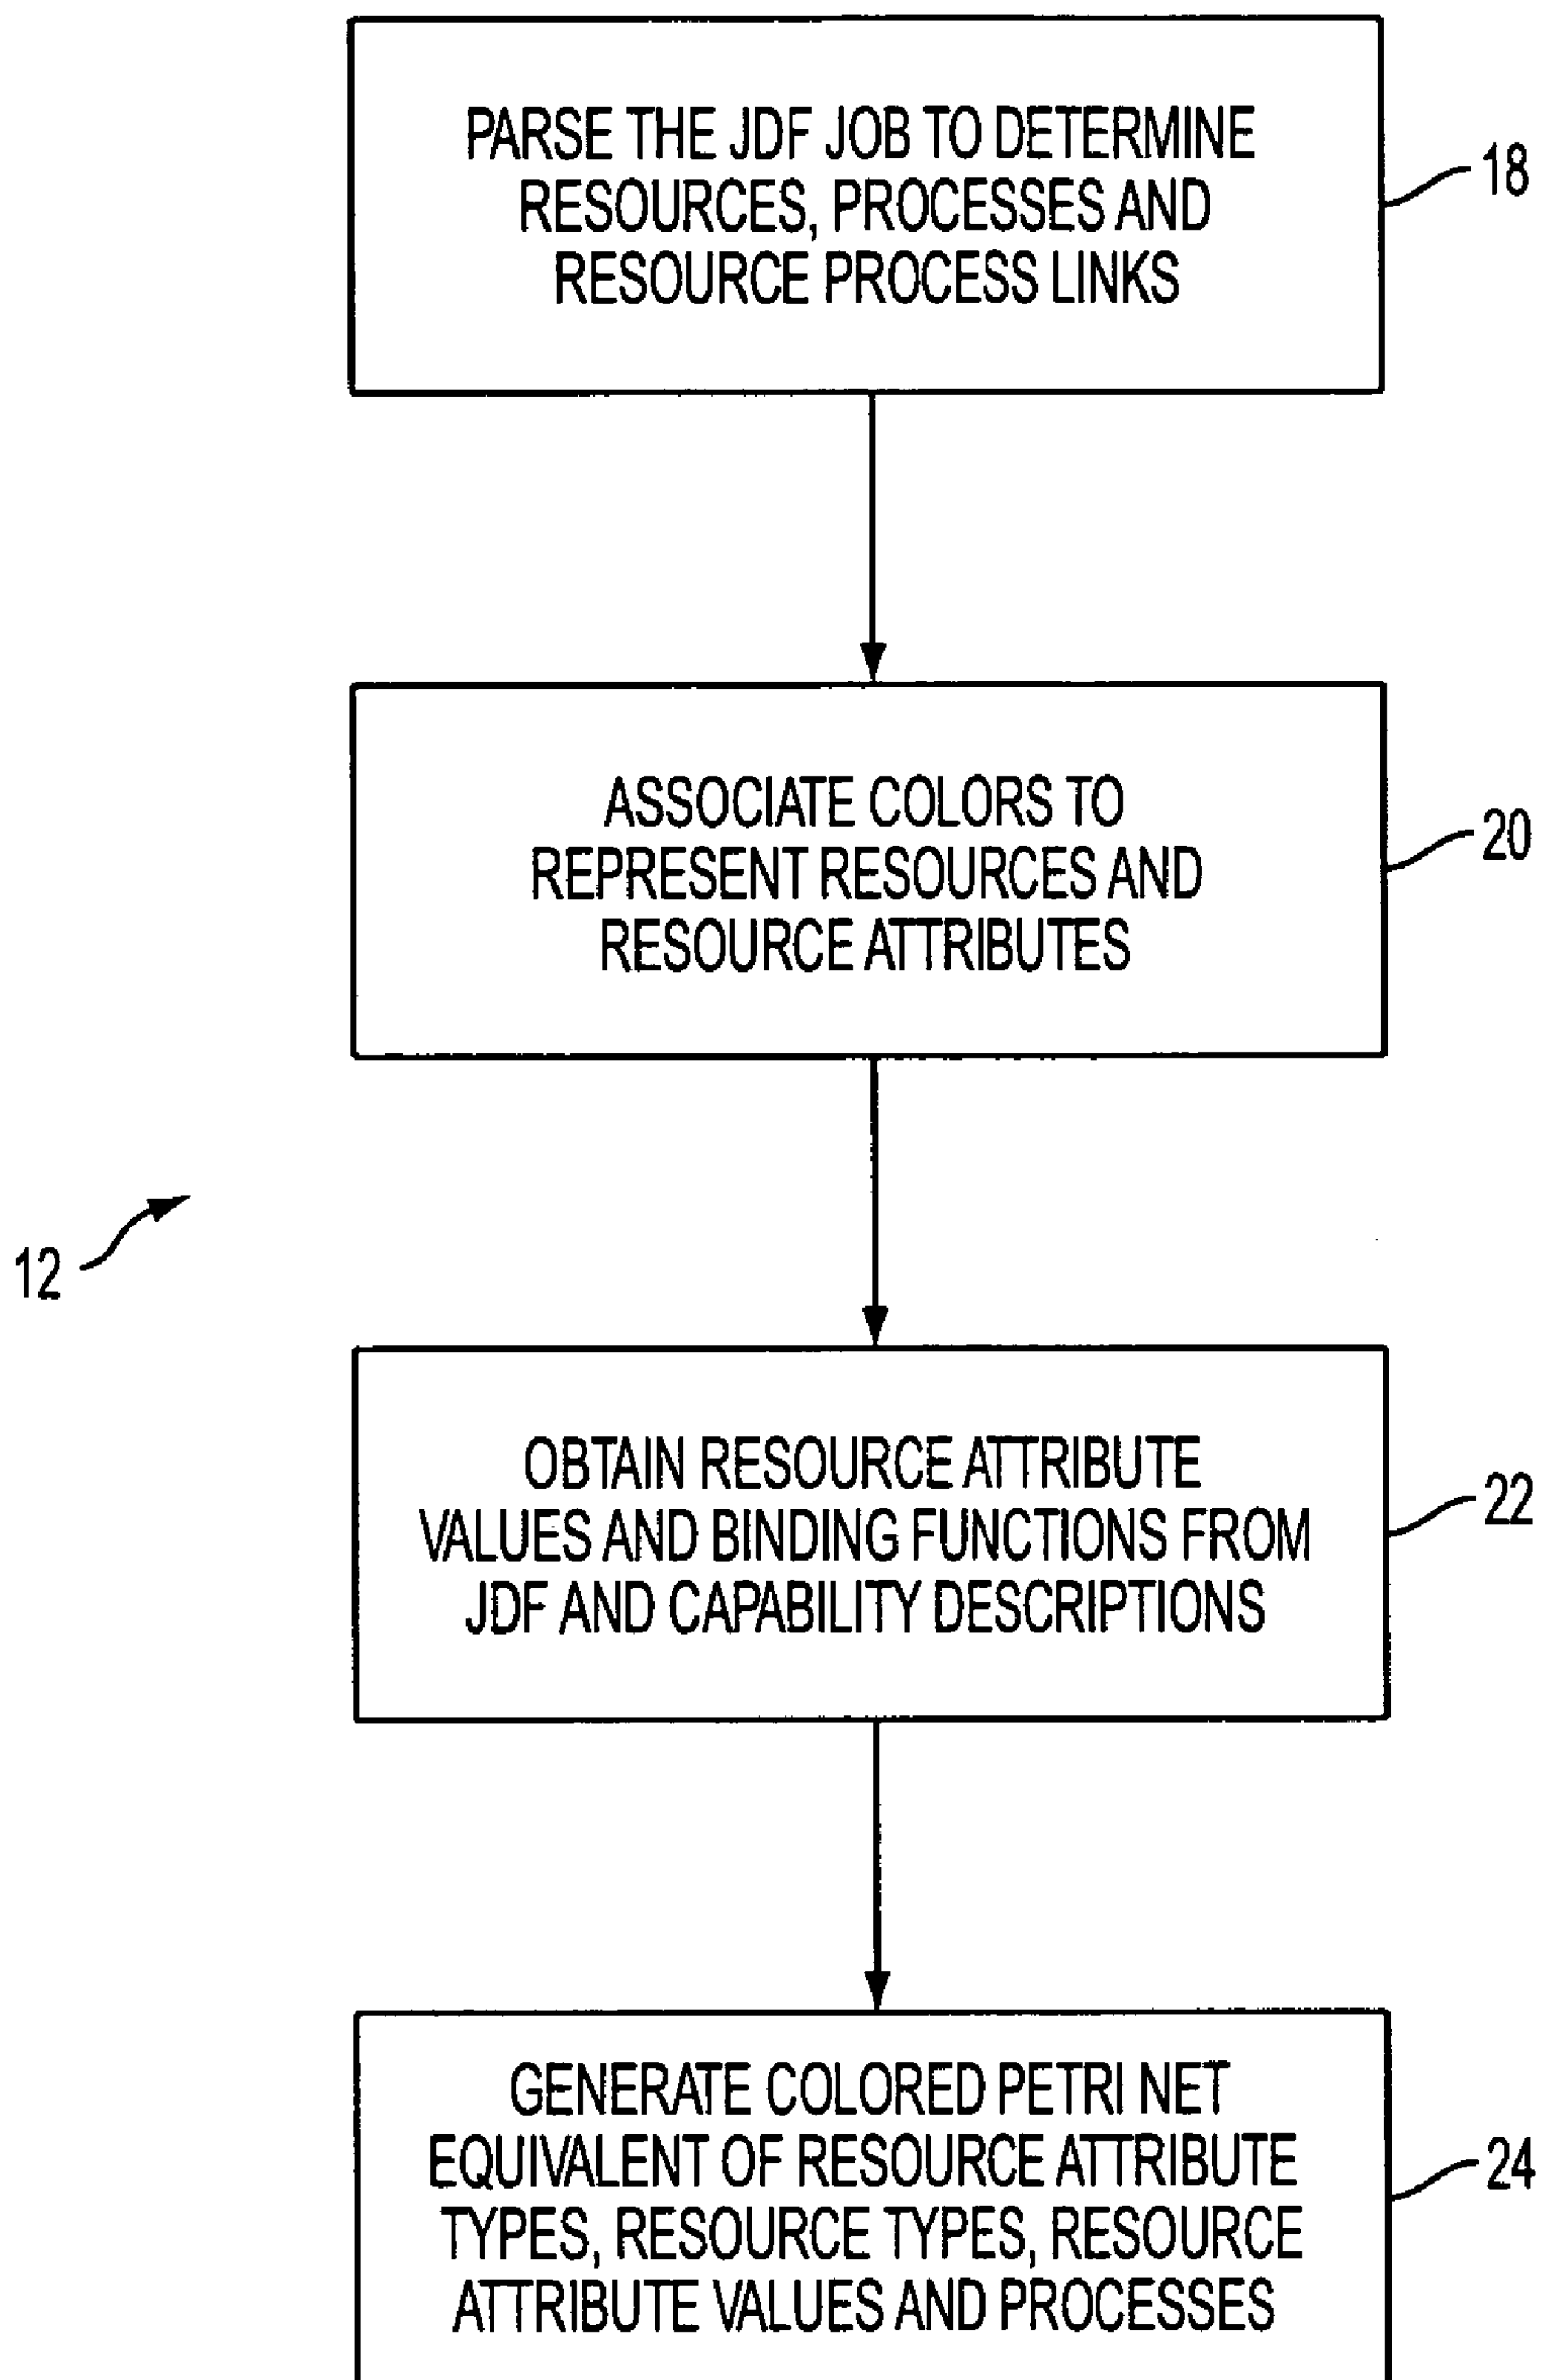 PARSE THE JDF JOB TO DETERMINE
RESOURCES, PROCESSES AND
RESOURCE PROCESS LINKS
18
ASSOCIATE COLORS TO
REPRESENT RESOURCES AND
RESOURCE ATTRIBUTES
20
12
OBTAIN RESOURCE ATTRIBUTE
VALUES AND BINDING FUNCTIONS FROM
JDF AND CAPABILITY DESCRIPTIONS
22
GENERATE COLORED PETRI NET
EQUIVALENT OF RESOURCE ATTRIBUTE
TYPES, RESOURCE TYPES, RESOURCE
ATTRIBUTE VALUES AND PROCESSES
24